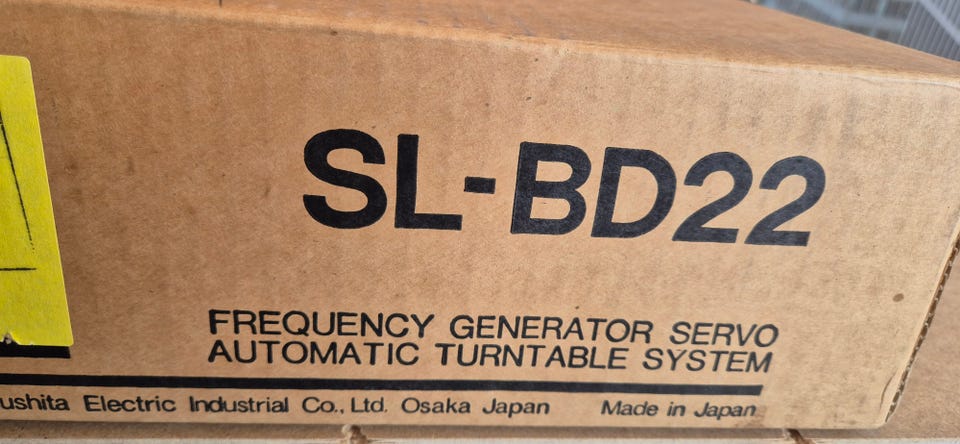 SL-BD22
FREQUENCY GENERATOR SERVO
AUTOMATIC TURNTABLE SYSTEM
ushita Electric Industrial Co., Ltd. Osaka Japan Made in Japan